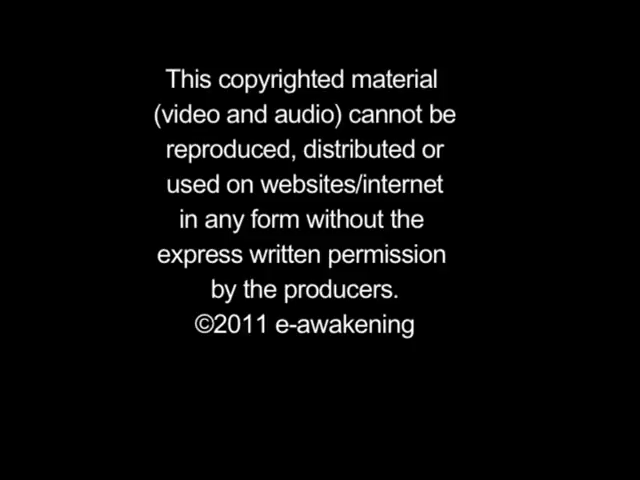 This copyrighted material
(video and audio) cannot be
reproduced, distributed or
used on websites/internet
in any form without the
express written permission
by the producers.
©2011 e-awakening